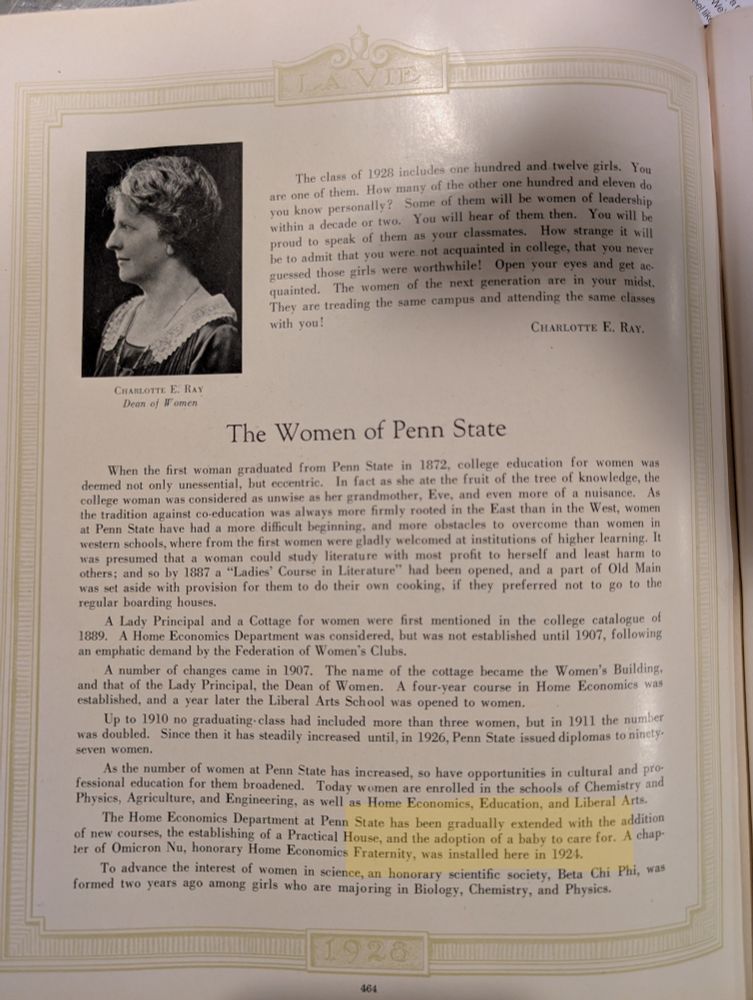 LA VIE
The class of 1928 includes one hundred and twelve girls. You
are one of them. How many of the other one hundred and eleven do
you know personally? Some of them will be women of leadership
within a decade or two. You will hear of them then. You will be
proud to speak of them as your classmates. How strange it will
be to admit that you were not acquainted in college, that you never
guessed those girls were worthwhile! Open your eyes and get ac-
quainted. The women of the next generation are in your midst.
They are treading the same campus and attending the same classes
with you!
CHARLOTTE E. RAY.
CHARLOTTE E. RAY
Dean of Women
The Women of Penn State
When the first woman graduated from Penn State in 1872, college education for women was
deemed not only unessential, but eccentric. In fact as she ate the fruit of the tree of knowledge, the
college woman was considered as unwise as her grandmother, Eve, and even more of a nuisance. As
the tradition against co-education was always more firmly rooted in the East than in the West, women
at Penn State have had a more difficult beginning, and more obstacles to overcome than women in
western schools, where from the first women were gladly welcomed at institutions of higher learning. It
was presumed that a woman could study literature with most profit to herself and least harm to
others; and so by 1887 a "Ladies' Course in Literature" had been opened, and a part of Old Main
was set aside with provision for them to do their own cooking, if they preferred not to go to the
regular boarding houses.
A Lady Principal and a Cottage for women were first mentioned in the college catalogue of
1889. A Home Economics Department was considered, but was not established until 1907, following
an emphatic demand by the Federation of Women's Clubs.
A number of changes came in 1907. The name of the cottage became the Women's Building,
and that of the Lady Principal, the Dean of Women. A four-year course in Home Economics was
established, and a year later the Liberal Arts School was opened to women.
Up to 1910 no graduating-class had included more than three women, but in 1911 the number
was doubled. Since then it has steadily increased until, in 1926, Penn State issued diplomas to ninety-
seven women.
As the number of women at Penn State has increased, so have opportunities in cultural and pro-
fessional education for them broadened. Today women are enrolled in the schools of Chemistry and
Physics, Agriculture, and Engineering, as well as Home Economics, Education, and Liberal Arts.
The Home Economics Department at Penn State has been gradually extended with the addition
of new courses, the establishing of a Practical House, and the adoption of a baby to care for. A chap-
ter of Omicron Nu, honorary Home Economics Fraternity, was installed here in 1924.
To advance the interest of women in science, an honorary scientific society, Beta Chi Phi, was
formed two years ago among girls who are majoring in Biology, Chemistry, and Physics.
1928
464